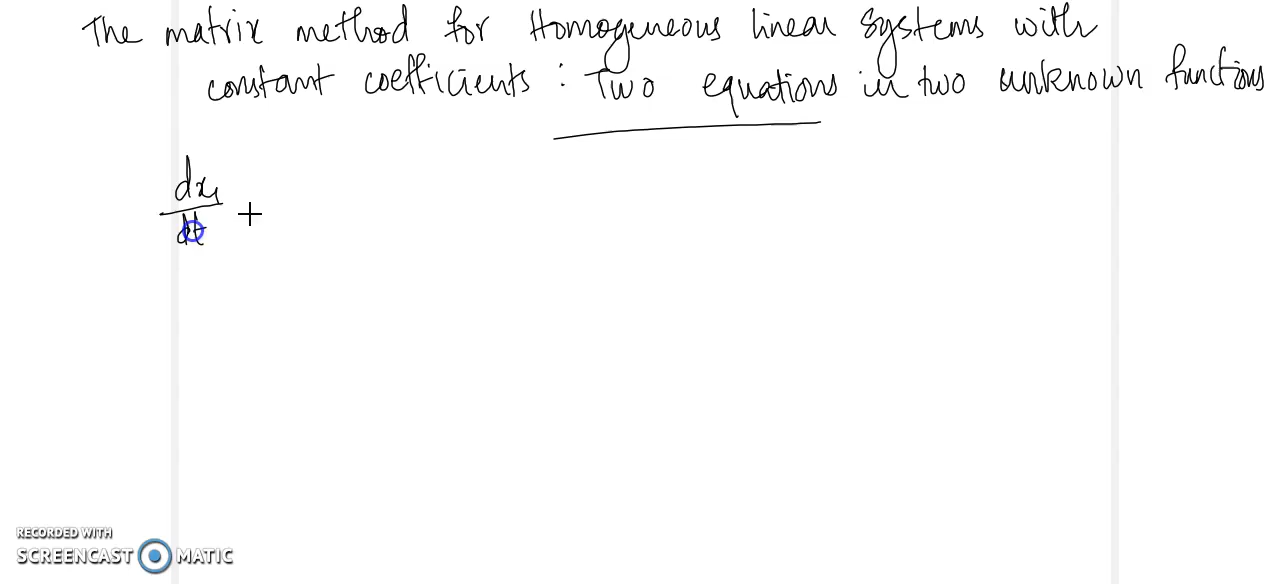 The matrix method for Homogeneous linear systems with
constant coefficients : Two equations in two unknown functions
dx₁
dt
RECORDED WITH
SCREENCAST MATIC